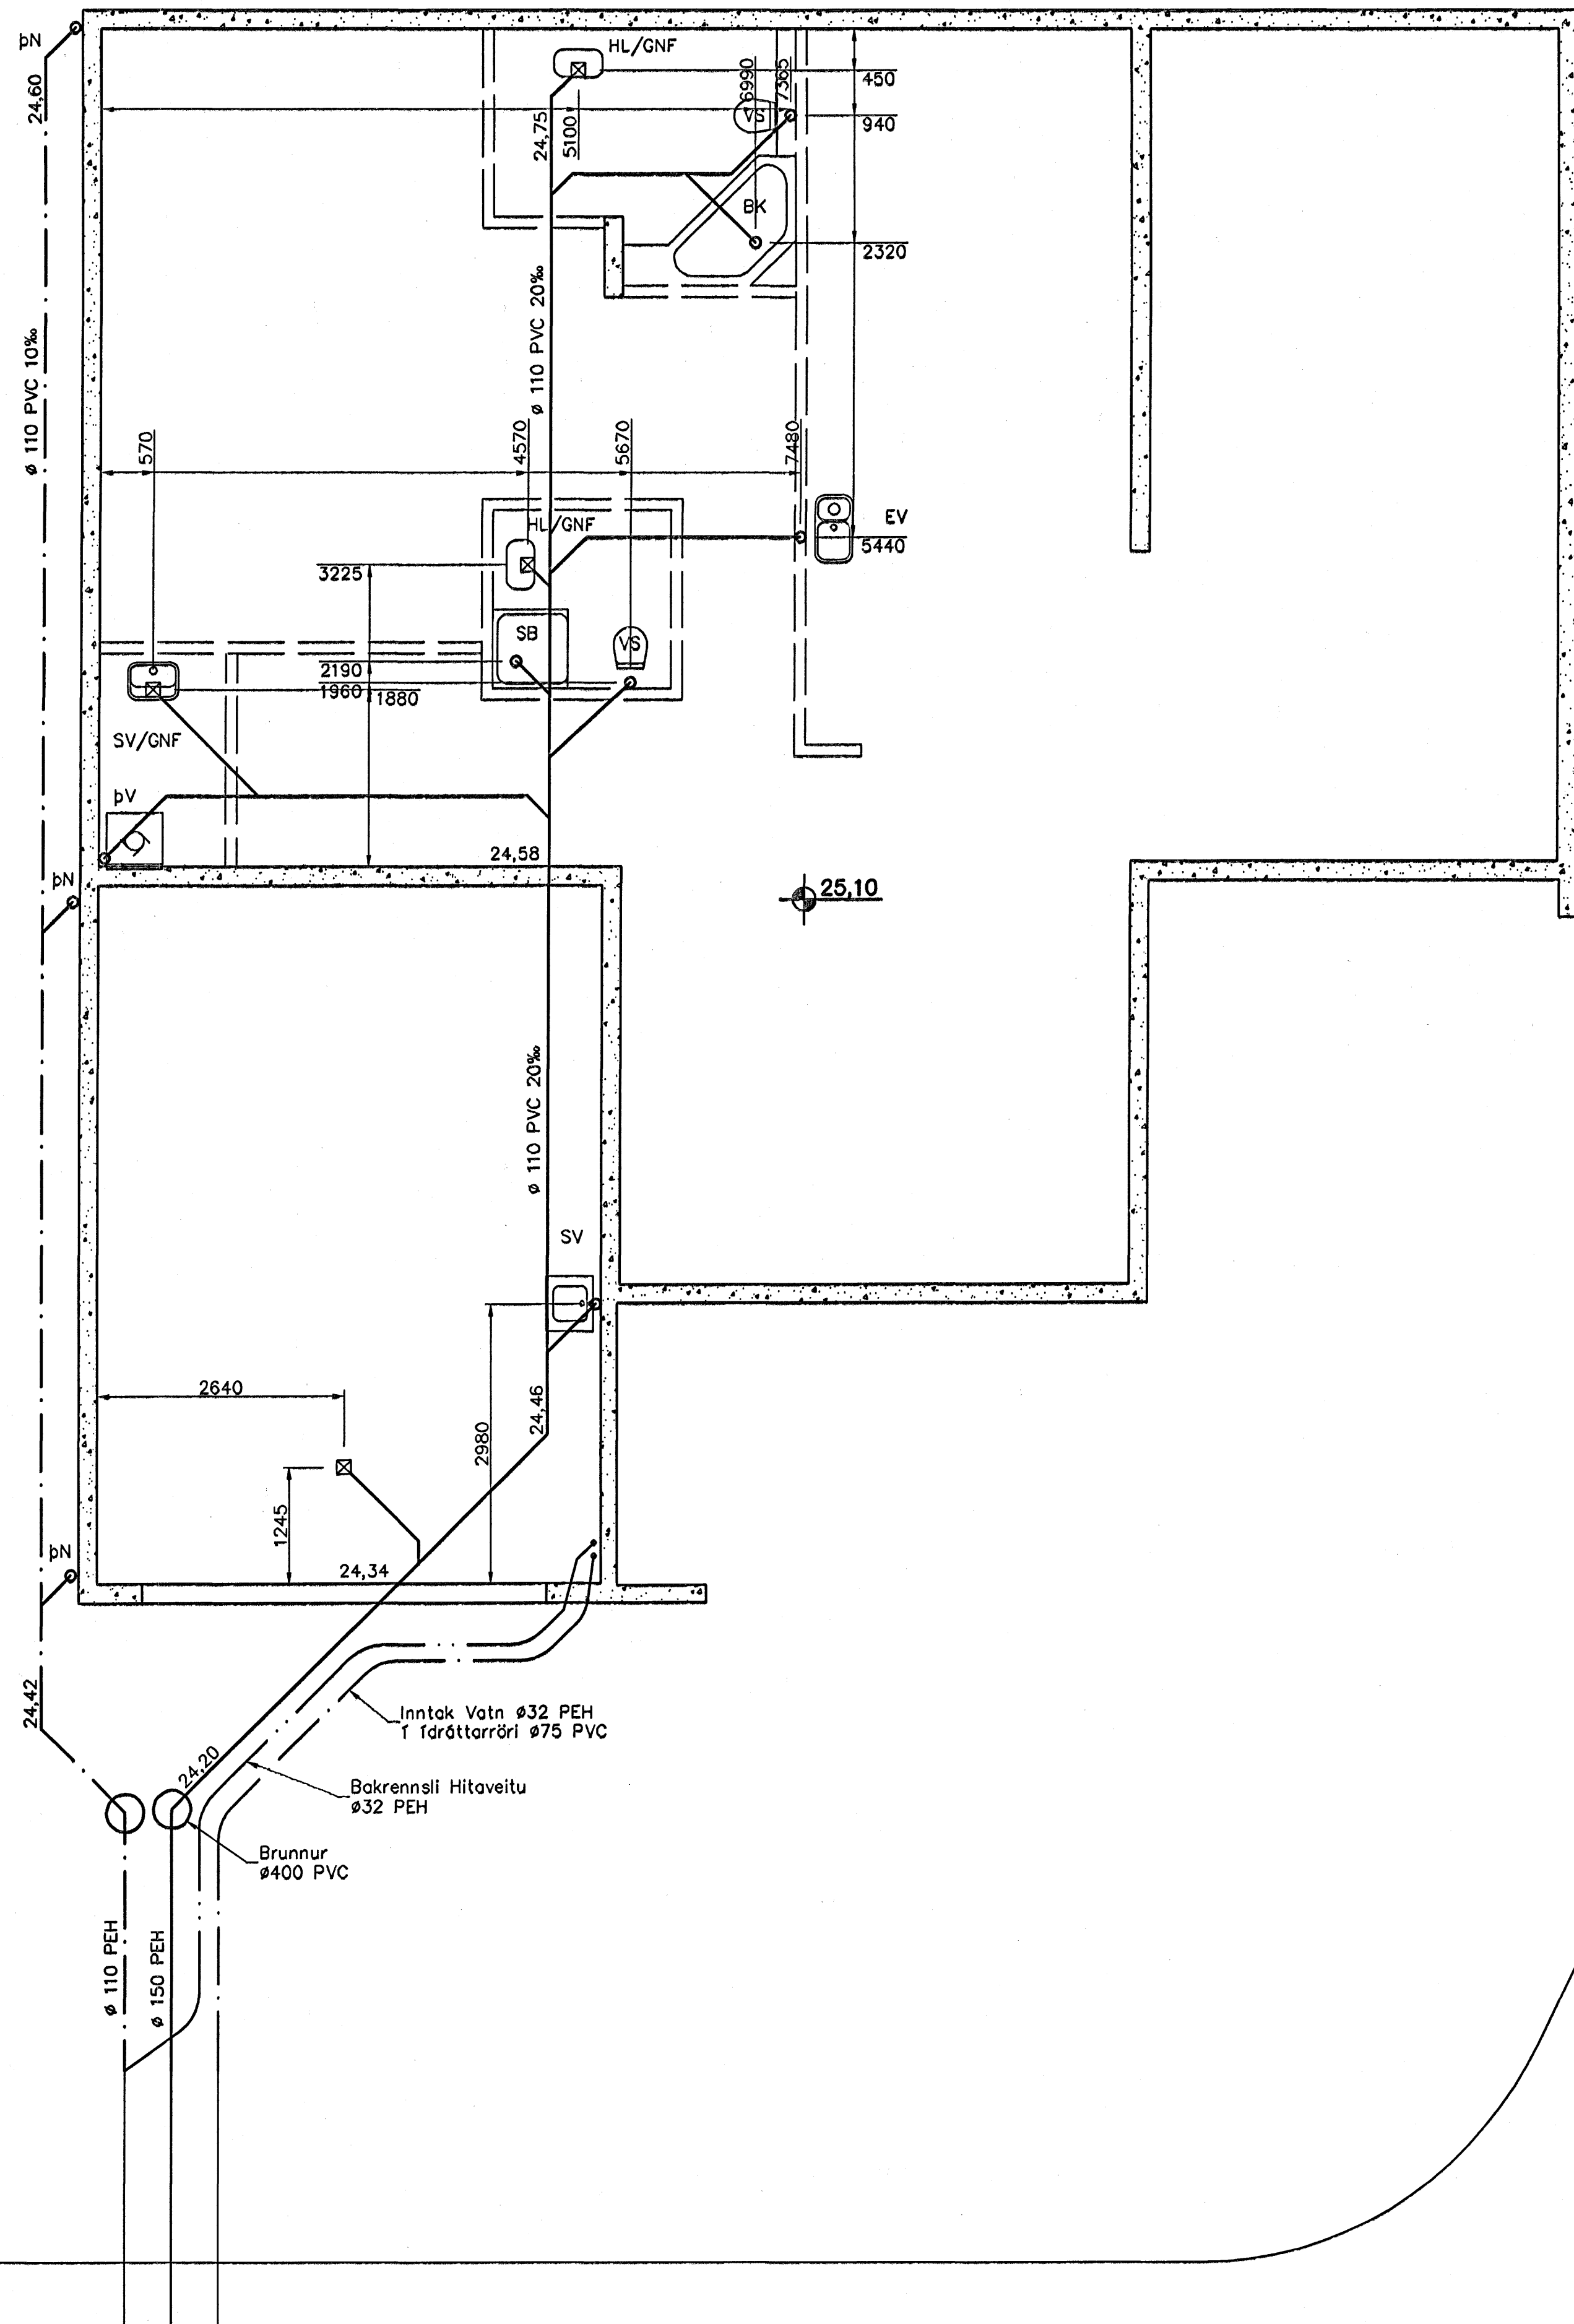 HL/GNF
þN
6990
7365
450
24,60
VS
940
24,75
5100
BK
2320
ø 110 PVC 20‰
ø 110 PVC 10‰
570
4570
5670
7480
HL/GNF
EV
5440
3225
SB
VS
2190
1960
1880
SV/GNF
þV
24,58
þN
25,10
ø 110 PVC 20‰
SV
2640
24,46
2980
1245
þN
24,34
24,42
Inntak Vatn ø32 PEH
í ídráttarröri ø75 PVC
24,20
Bakrennsli Hitaveitu
ø32 PEH
Brunnur
ø400 PVC
ø 110 PEH
ø 150 PEH